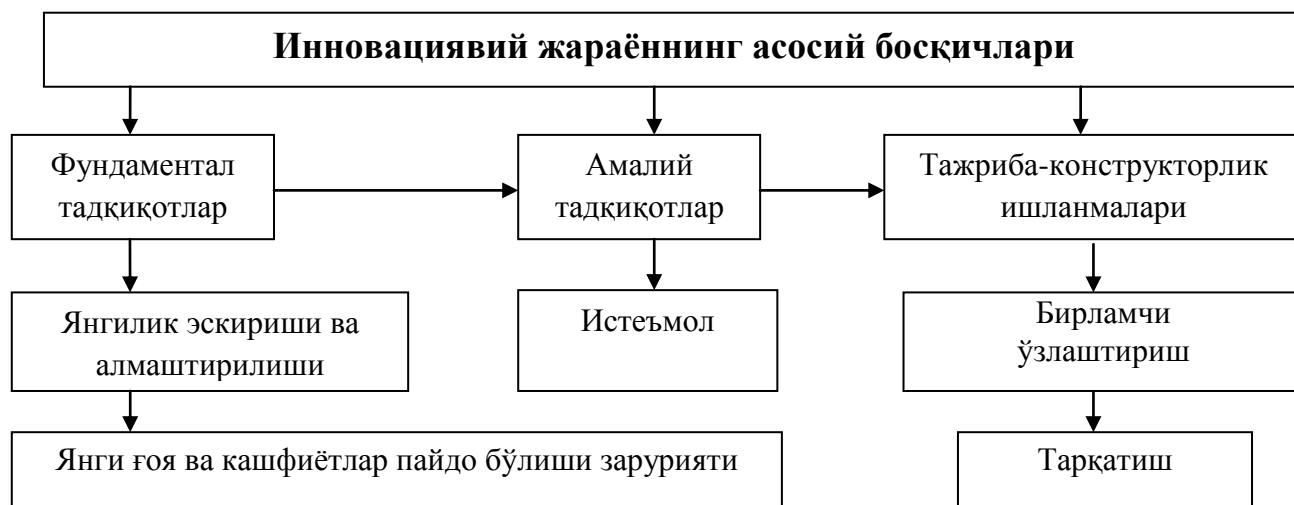 Инновациявий жараённинг асосий босқичлари
Фундаментал
тадқиқотлар
Амалий
тадқиқотлар
Тажриба-конструкторлик
ишланмалари
Янгилик эскириши ва
алмаштирилиши
Истеъмол
Бирламчи
ўзлаштириш
Янги ғоя ва кашфиётлар пайдо бўлиши зарурияти
Тарқатиш